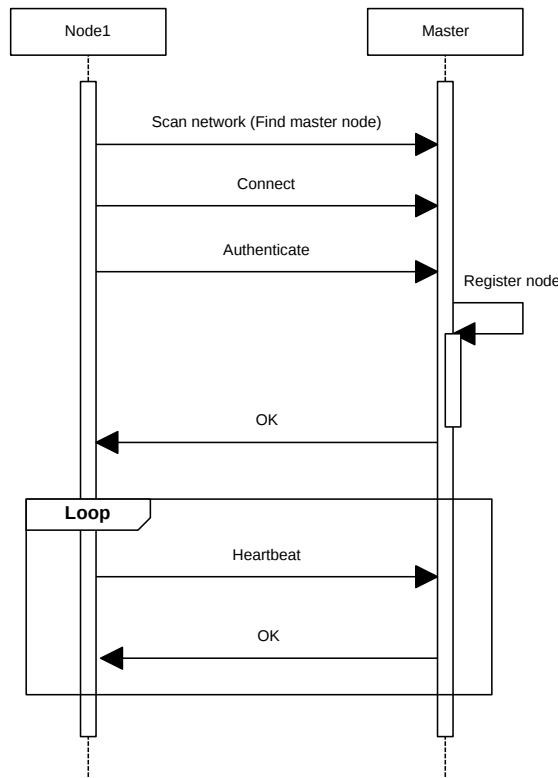 Node1
Master
Scan network (Find master node)
Connect
Authenticate
Register node
OK
Loop
Heartbeat
OK